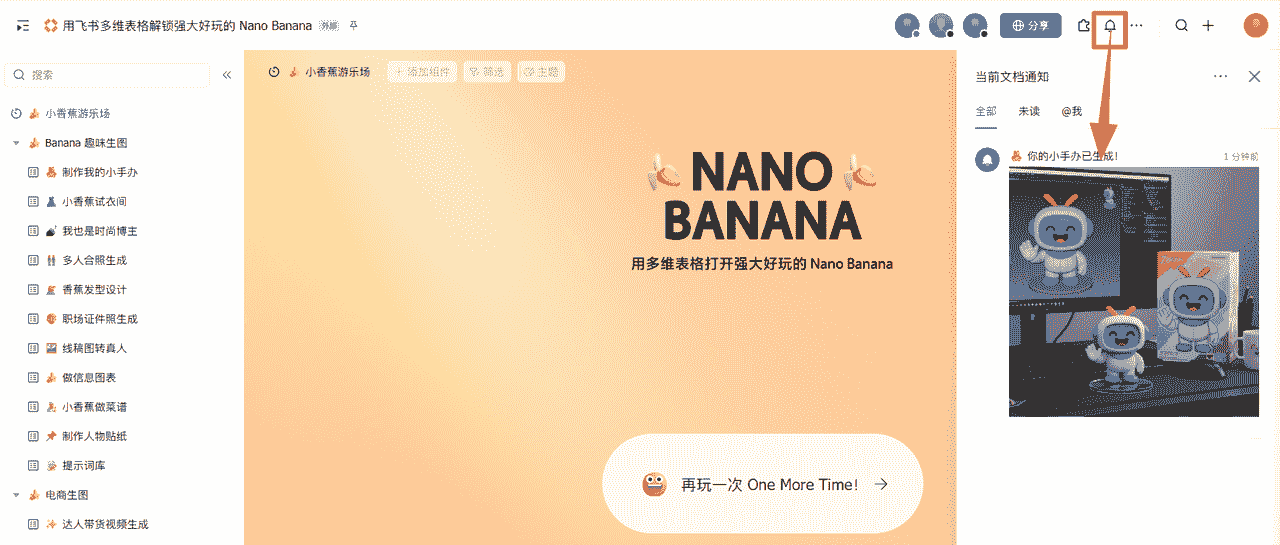 用飞书多维表格解锁强大好玩的 Nano Banana 外部
分享
搜索
小香蕉游乐场
Banana 趣味生图
制作我的小手办
小香蕉试衣间
我也是时尚博主
多人合照生成
香蕉发型设计
职场证件照生成
线稿图转真人
做信息图表
小香蕉做菜谱
制作人物贴纸
提示词库
电商生图
达人带货视频生成
小香蕉游乐场
添加组件
筛选
主题
NANO
BANANA
用多维表格打开强大好玩的 Nano Banana
再玩一次 One More Time!
当前文档通知
全部 未读 @我
你的小手办已生成!
1 分钟前